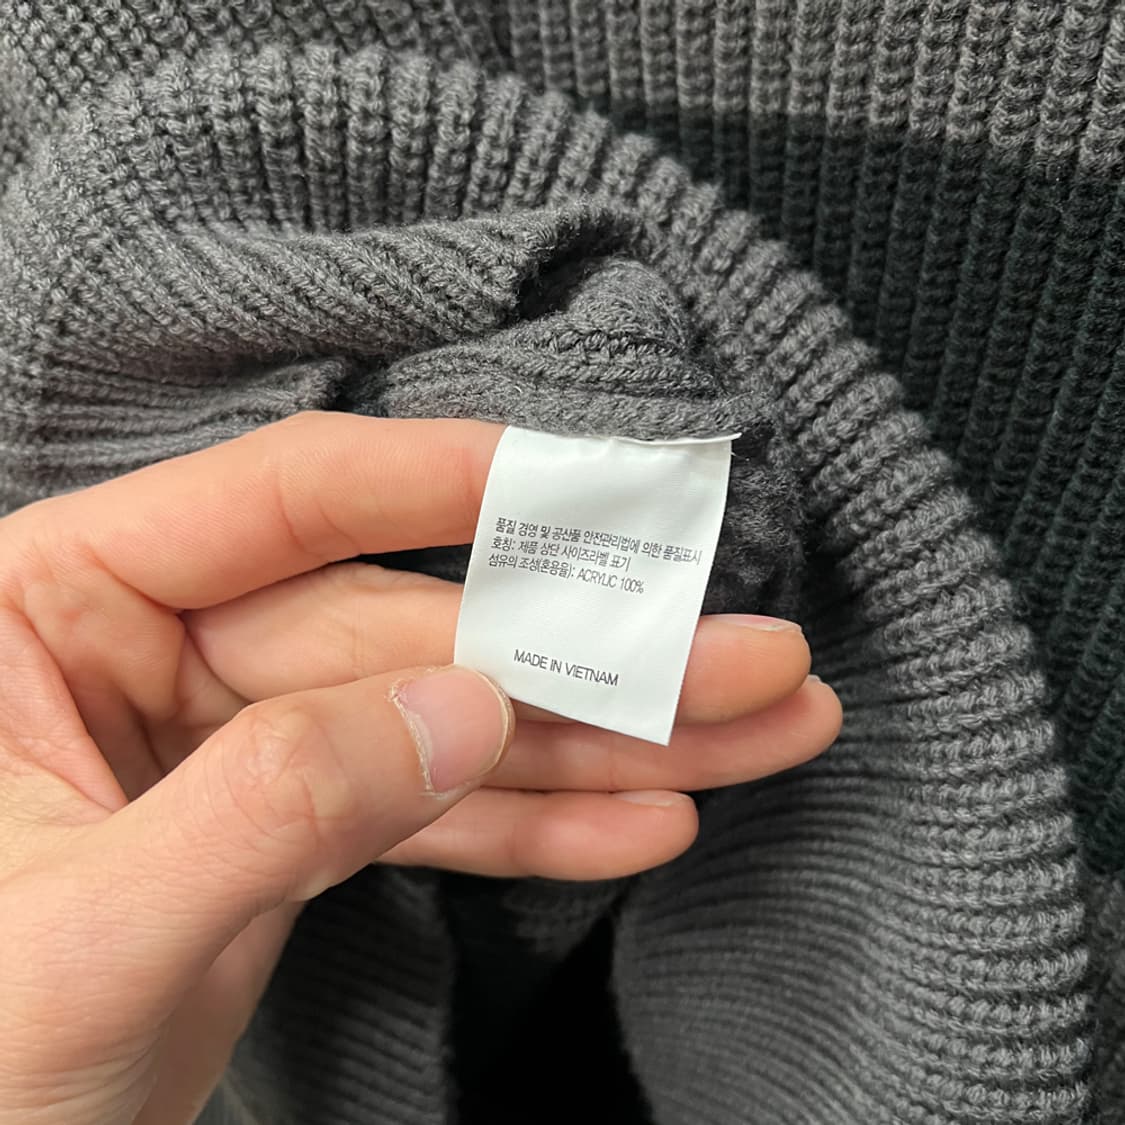 품질 경영 및 공산품 안전관리법에 의한 품질표시
호칭: 제품 상단 사이즈라벨 표기
섬유의 조성(혼용율): ACRYLIC 100%
MADE IN VIETNAM